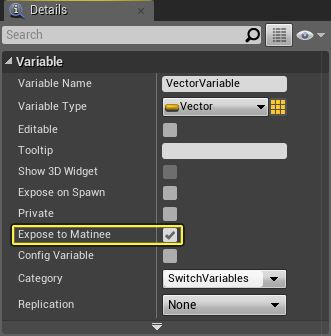 Details
Search
Variable
Variable Name VectorVariable
Variable Type Vector
Editable
Tooltip
Show 3D Widget
Expose on Spawn
Private
Expose to Matinee
Config Variable
Category SwitchVariables
Replication None